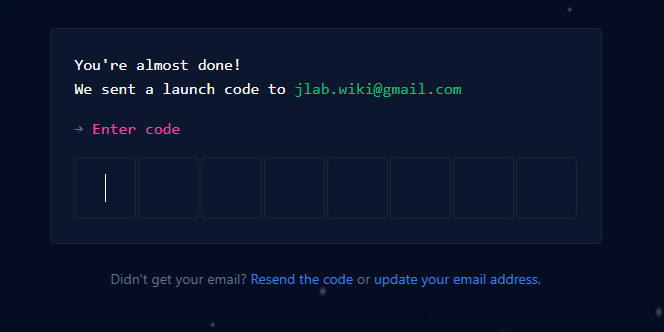 You're almost done!
We sent a launch code to jlab.wiki@gmail.com
→ Enter code
Didn't get your email? Resend the code or update your email address.